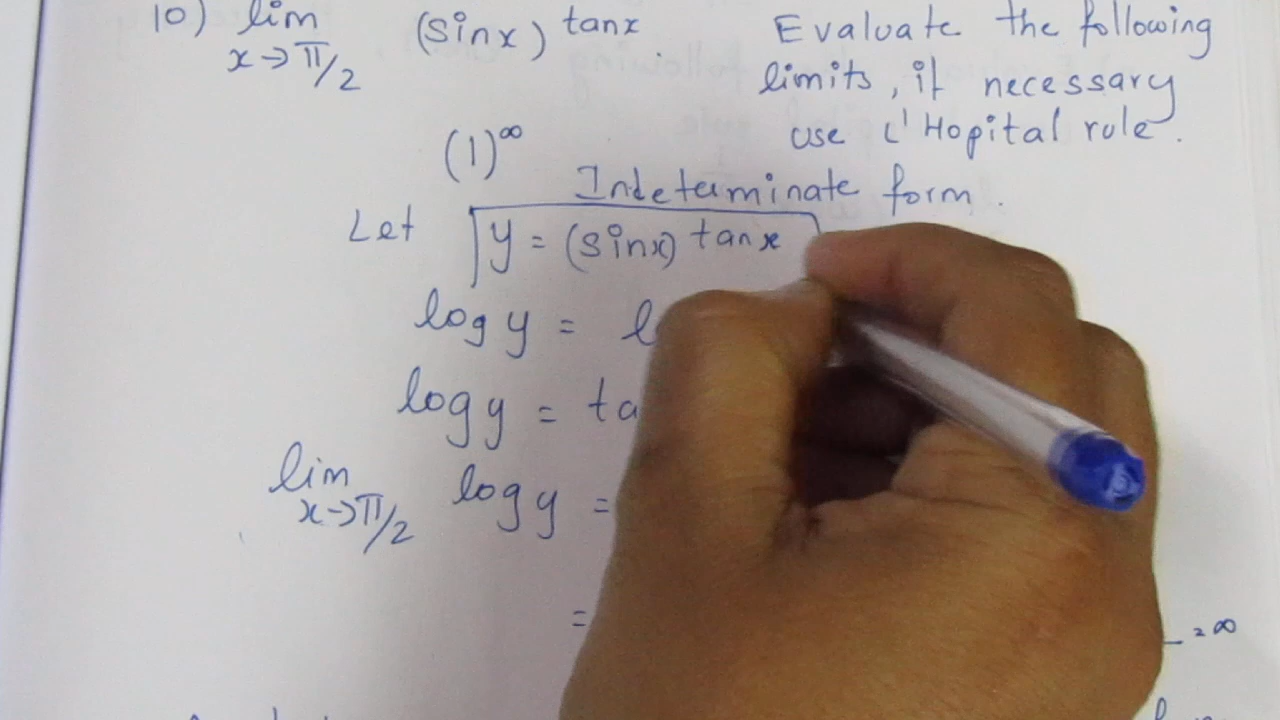 10) lim (Sinx) tanx Evaluate the following
x→π/2 limits, if necessary
use L' Hopital rule.
(1)∞
Indeterminate form.
Let y = (Sinx) tanx
log y = l
log y = ta
lim log y =
x→π/2
= = ∞